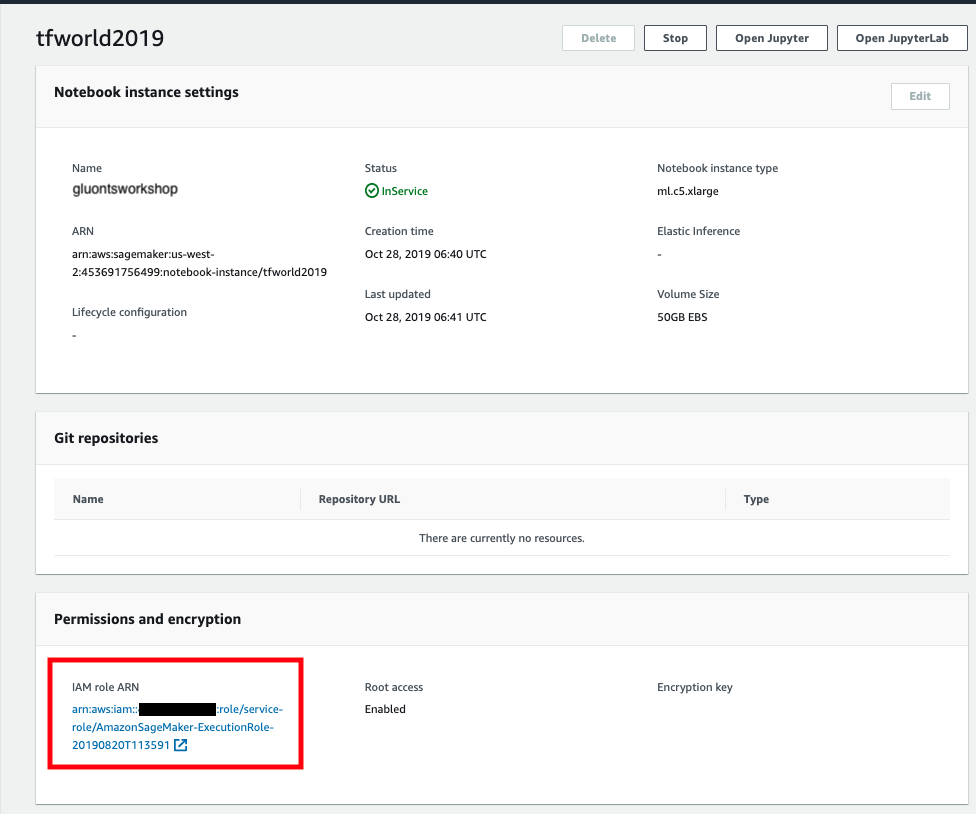 tfworld2019
Delete
Stop
Open Jupyter
Open JupyterLab
Notebook instance settings
Edit
Name
gluontsworkshop
Status
InService
Notebook instance type
ml.c5.xlarge
ARN
arn:aws:sagemaker:us-west-
2:453691756499:notebook-instance/tfworld2019
Creation time
Oct 28, 2019 06:40 UTC
Elastic Inference
-
Lifecycle configuration
-
Last updated
Oct 28, 2019 06:41 UTC
Volume Size
50GB EBS
Git repositories
Name
Repository URL
Type
There are currently no resources.
Permissions and encryption
IAM role ARN
arn:aws:iam:: :role/service-
role/AmazonSageMaker-ExecutionRole-
20190820T113591
Root access
Enabled
Encryption key